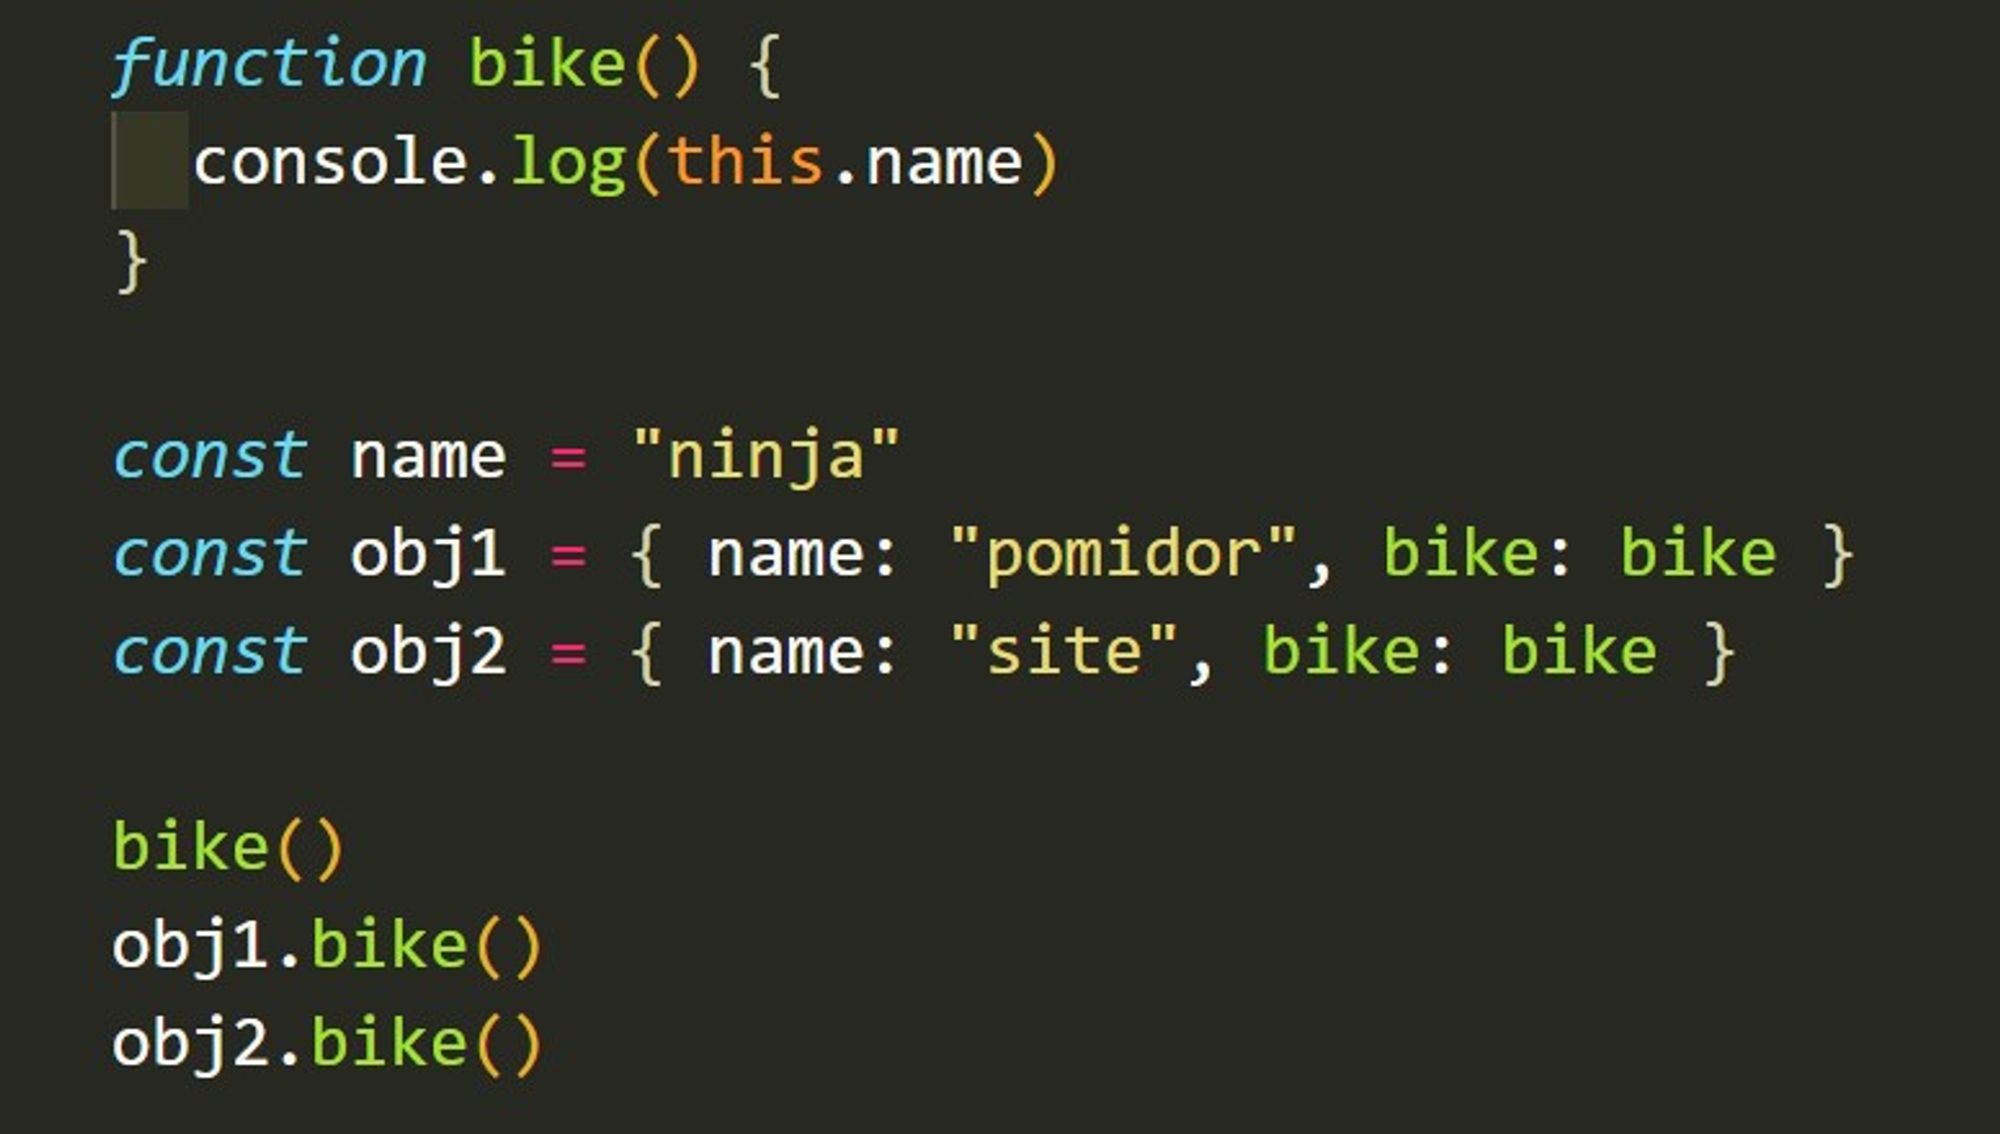 function bike() {
  console.log(this.name)
}

const name = "ninja"
const obj1 = { name: "pomidor", bike: bike }
const obj2 = { name: "site", bike: bike }

bike()
obj1.bike()
obj2.bike()